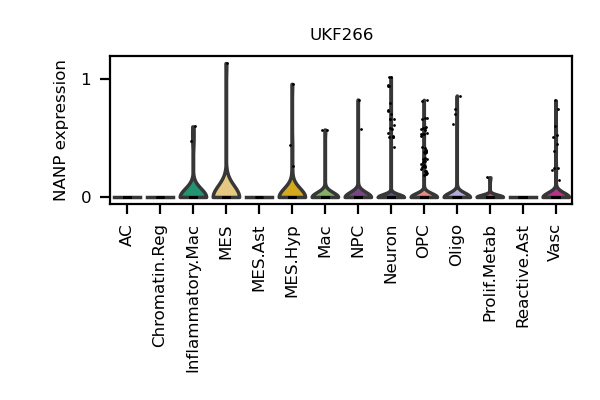 UKF266
NANP expression
1
0
AC
Chromatin.Reg
Inflammatory.Mac
MES
MES.Ast
MES.Hyp
Mac
NPC
Neuron
OPC
Oligo
Prolif.Metab
Reactive.Ast
Vasc